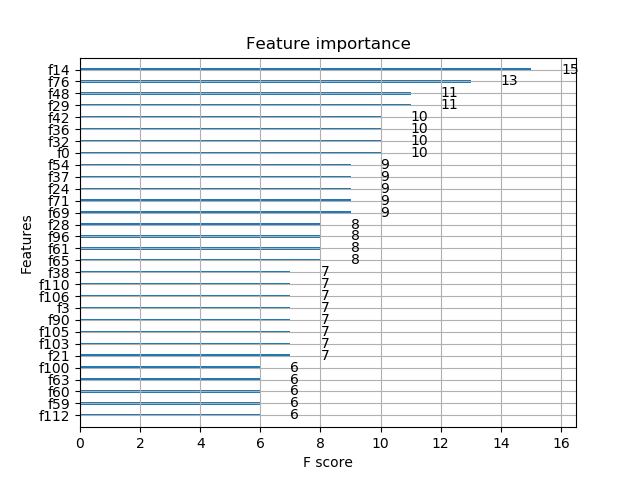 Feature importance
f14 15
f76 13
f48 11
f29 11
f42 10
f36 10
f32 10
f0 10
f54 9
f37 9
f24 9
f71 9
f69 9
f28 8
f96 8
f61 8
f65 8
f38 7
f110 7
f106 7
f3 7
f90 7
f105 7
f103 7
f21 7
f100 6
f63 6
f60 6
f59 6
f112 6
Features
0 2 4 6 8 10 12 14 16
F score